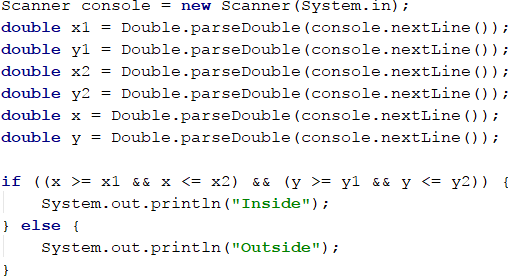 Scanner console = new Scanner(System.in);
double x1 = Double.parseDouble(console.nextLine());
double y1 = Double.parseDouble(console.nextLine());
double x2 = Double.parseDouble(console.nextLine());
double y2 = Double.parseDouble(console.nextLine());
double x = Double.parseDouble(console.nextLine());
double y = Double.parseDouble(console.nextLine());

if ((x >= x1 && x <= x2) && (y >= y1 && y <= y2)) {
    System.out.println("Inside");
} else {
    System.out.println("Outside");
}